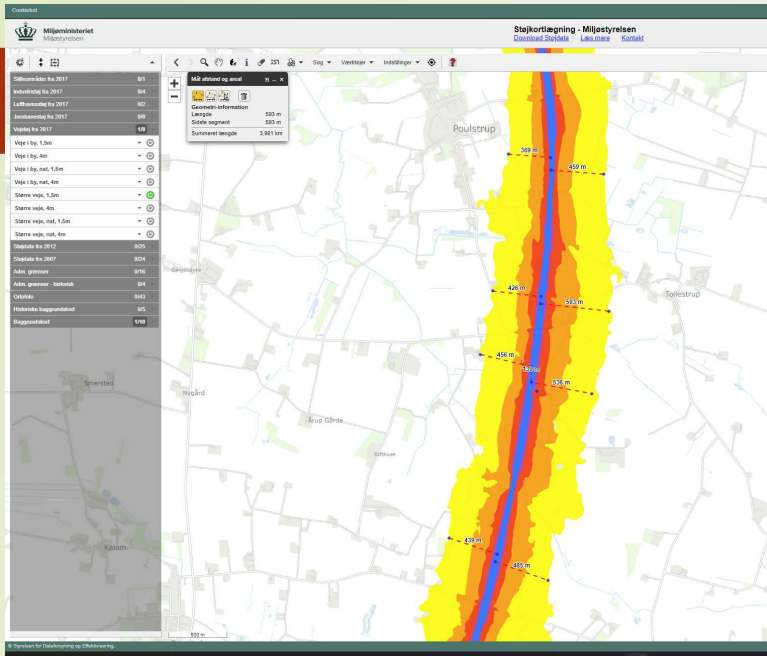 Cookiebot
Miljøministeriet
Miljøstyrelsen
Støjkortlægning - Miljøstyrelsen
Download Støjdata Læs mere Kontakt
Søg Værktøjer Indstillinger
Mål afstand og areal
Geometri-information
Længde 593 m
Sidste segment 593 m
Summeret længde 3,981 km
Stilleområder fra 2017 0/1
Industristøj fra 2017 0/4
Lufthavnsstøj fra 2017 0/2
Jernbanestøj fra 2017 0/8
Vejstøj fra 2017 1/8
Veje i by, 1,5m
Veje i by, 4m
Veje i by, nat, 1,5m
Veje i by, nat, 4m
Større veje, 1,5m
Større veje, 4m
Større veje, nat, 1,5m
Større veje, nat, 4m
Støjdata fra 2012 0/25
Støjdata fra 2007 0/24
Adm. grænser 0/16
Adm. grænser - historisk 0/4
Ortofoto 0/43
Historiske baggrundskort 0/5
Baggrundskort 1/10
Poulstrup
369 m
459 m
426 m
593 m
Tollestrup
456 m
536 m
Smørsted
Nygård
Årup Gårde
Kalam
439 m
485 m
500 m
© Styrelsen for Dataforsyning og Effektivisering.